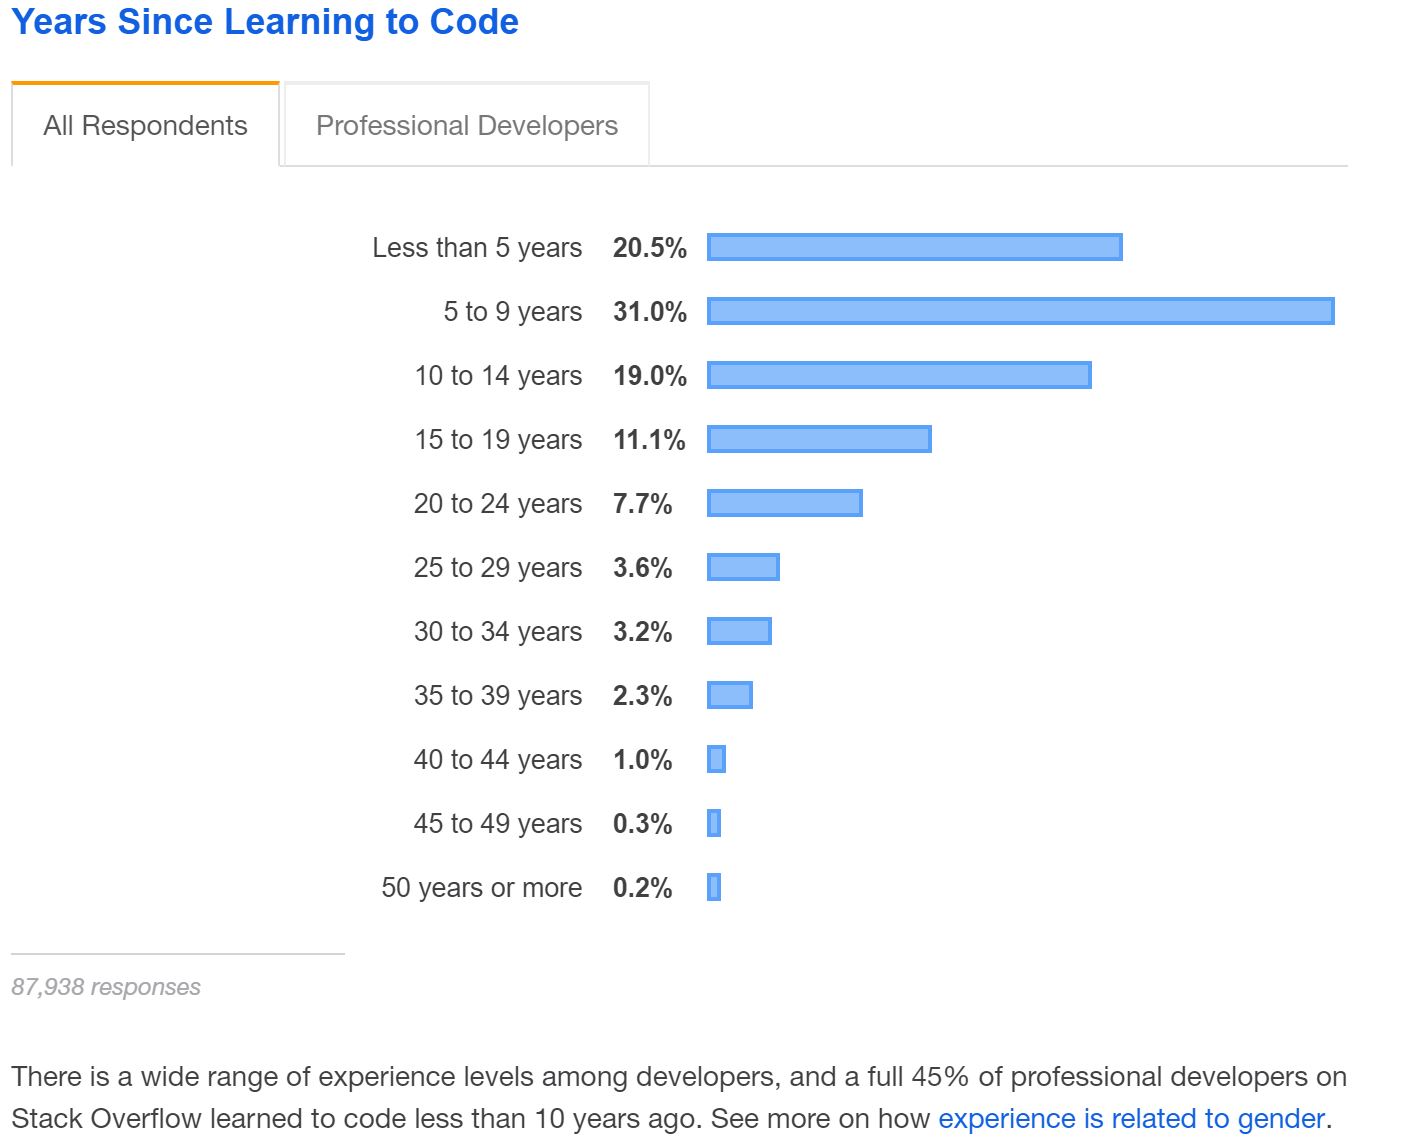 Years Since Learning to Code
All Respondents Professional Developers
Less than 5 years 20.5%
5 to 9 years 31.0%
10 to 14 years 19.0%
15 to 19 years 11.1%
20 to 24 years 7.7%
25 to 29 years 3.6%
30 to 34 years 3.2%
35 to 39 years 2.3%
40 to 44 years 1.0%
45 to 49 years 0.3%
50 years or more 0.2%
87,938 responses
There is a wide range of experience levels among developers, and a full 45% of professional developers on
Stack Overflow learned to code less than 10 years ago. See more on how experience is related to gender.